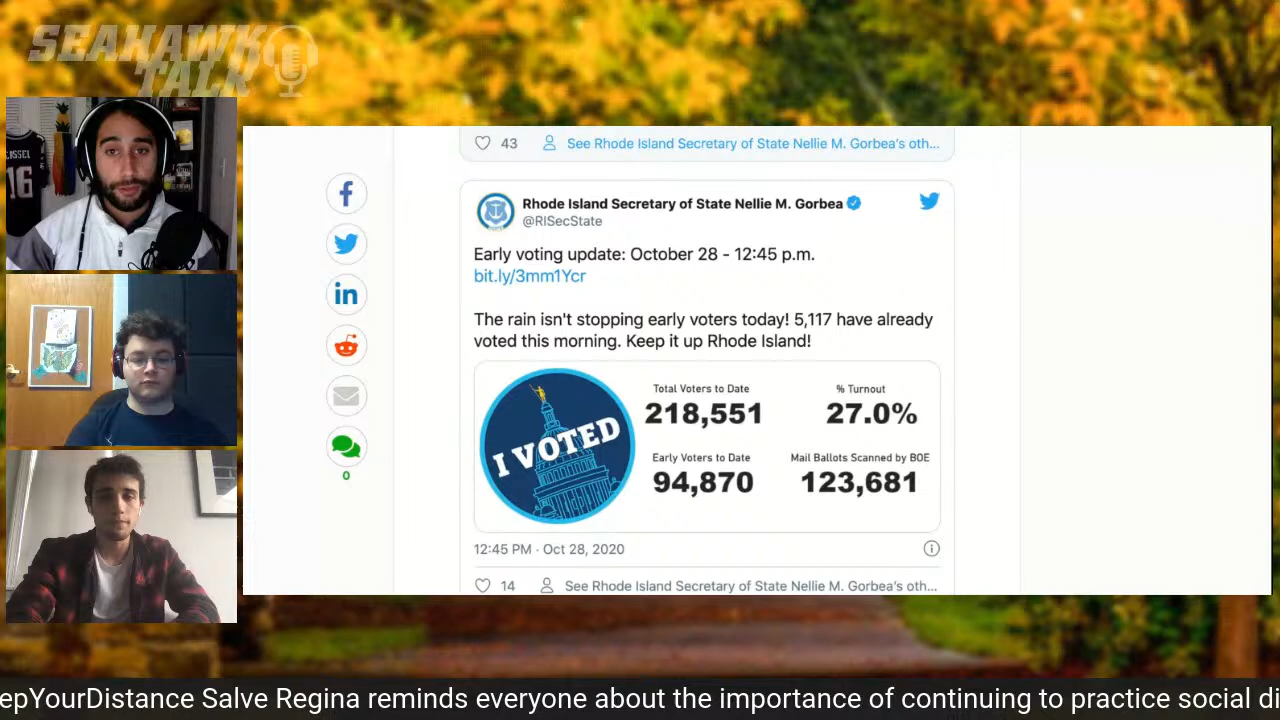 SEAHAWK
TALK
EISSEL
16
43
See Rhode Island Secretary of State Nellie M. Gorbea's oth...
Rhode Island Secretary of State Nellie M. Gorbea
@RISecState
Early voting update: October 28 - 12:45 p.m.
bit.ly/3mm1Ycr
The rain isn't stopping early voters today! 5,117 have already
voted this morning. Keep it up Rhode Island!
I VOTED
Total Voters to Date
218,551
% Turnout
27.0%
Early Voters to Date
94,870
Mail Ballots Scanned by BOE
123,681
0
12:45 PM · Oct 28, 2020
14
See Rhode Island Secretary of State Nellie M. Gorbea's oth...
epYourDistance Salve Regina reminds everyone about the importance of continuing to practice social di